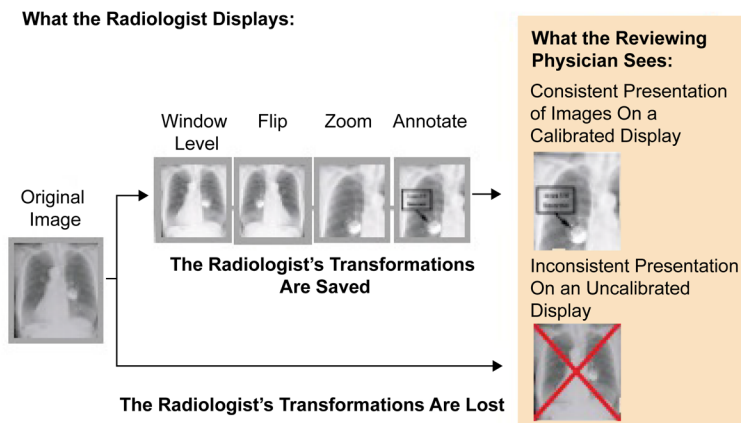 What the Radiologist Displays:
What the Reviewing
Physician Sees:
Consistent Presentation
of Images On a
Calibrated Display
Window
Level
Flip
Zoom
Annotate
Original
Image
The Radiologist's Transformations
Are Saved
Inconsistent Presentation
On an Uncalibrated
Display
The Radiologist's Transformations Are Lost